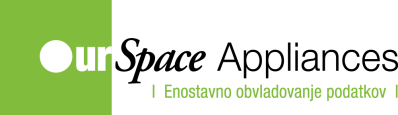 OurSpace Appliances
| Enostavno obvladovanje podatkov |